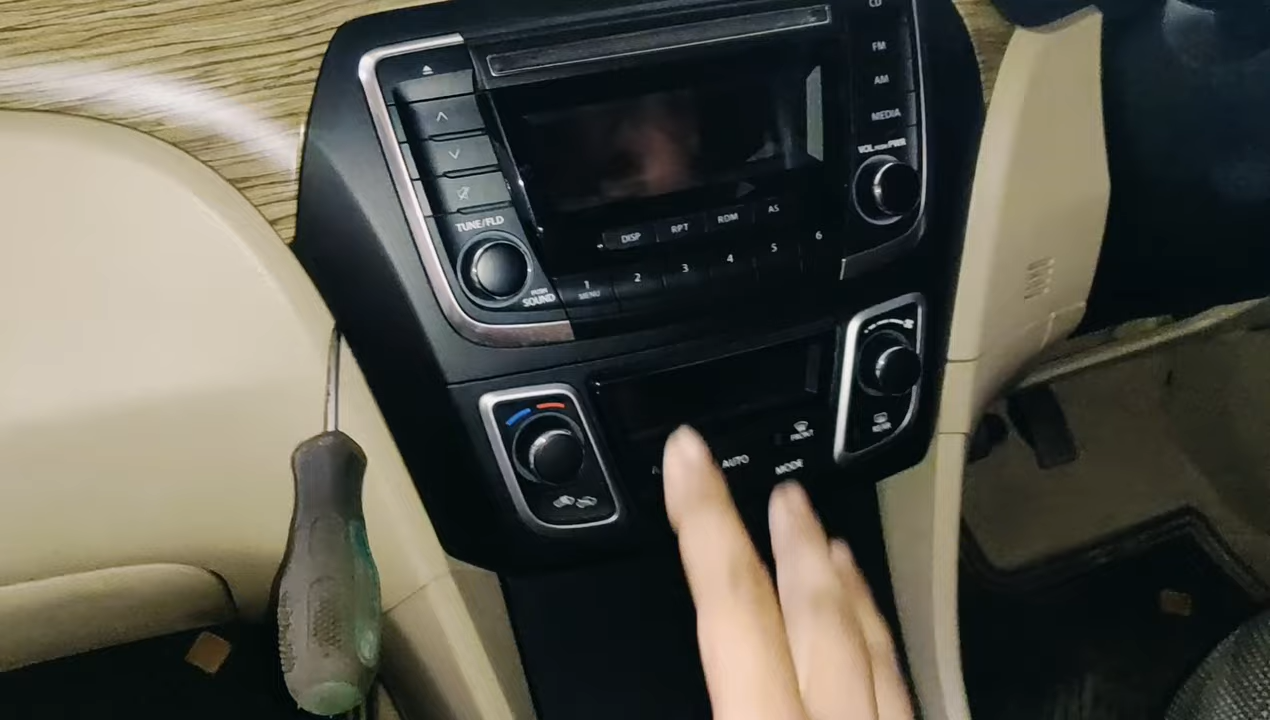 CD
FM
AM
MEDIA
VOL PUSH PWR
TUNE/FLD
PUSH
SOUND
DISP
RPT
RDM
AS
1
MENU
2
3
4
5
6
FRONT
REAR
AUTO
MODE